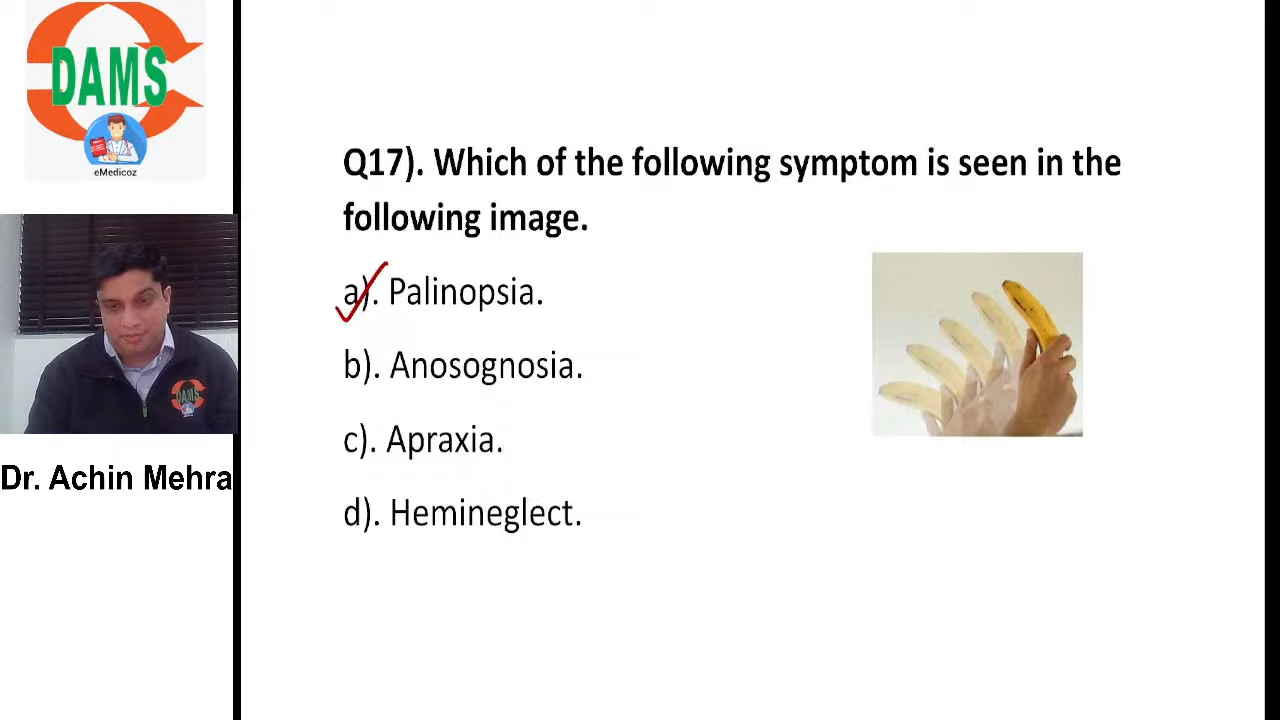 DAMS
eMedicoz
DAMS
Dr. Achin Mehra
Q17). Which of the following symptom is seen in the
following image.
a). Palinopsia.
b). Anosognosia.
c). Apraxia.
d). Hemineglect.